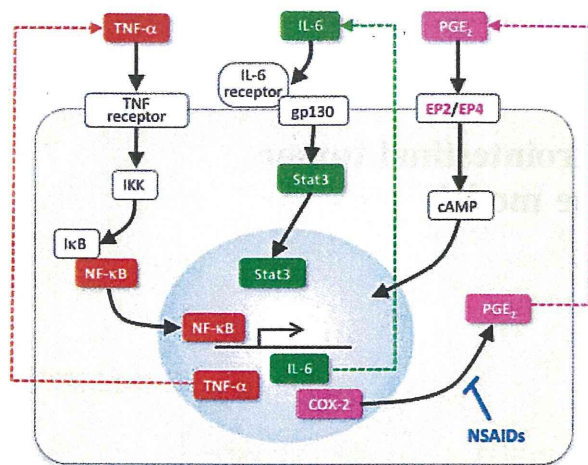 TNF-α
IL-6
PGE₂
IL-6
receptor
TNF
receptor
gp130
EP2/EP4
IKK
Stat3
cAMP
IκB
NF-κB
Stat3
NF-κB
PGE₂
IL-6
TNF-α
COX-2
NSAIDs